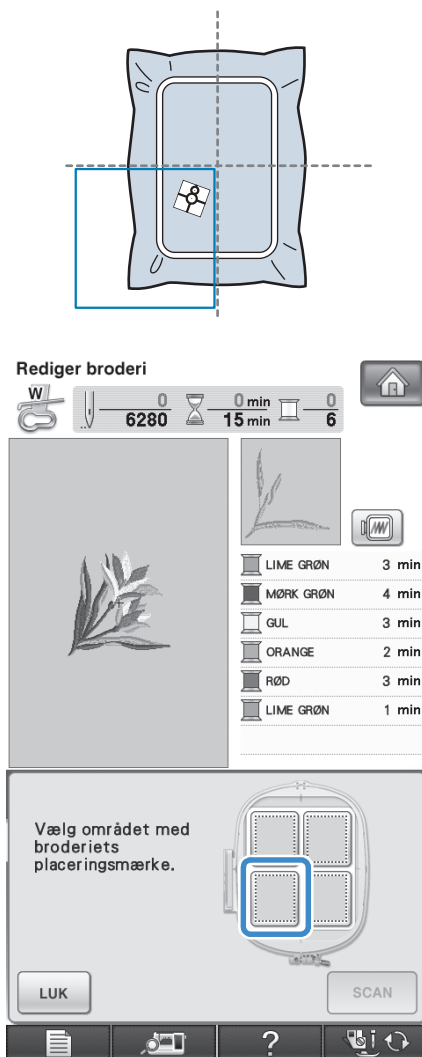 Rediger broderi
W
0 0 min 0
6280 15 min 6
LIME GRØN 3 min
MØRK GRØN 4 min
GUL 3 min
ORANGE 2 min
RØD 3 min
LIME GRØN 1 min
Vælg området med
broderiets
placeringsmærke.
LUK
SCAN
?